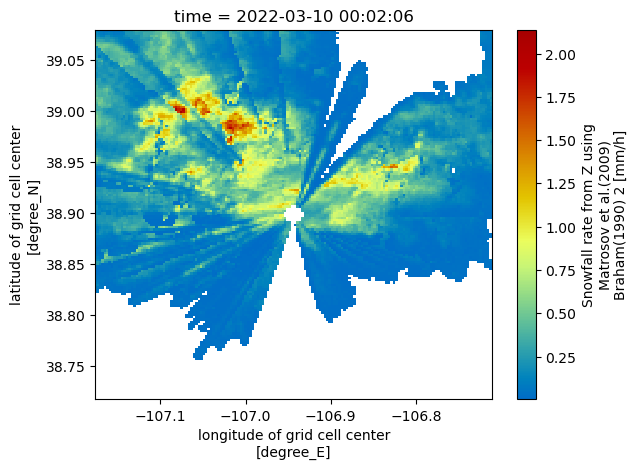 time = 2022-03-10 00:02:06
39.05
39.00
38.95
38.90
38.85
38.80
38.75
latitude of grid cell center
[degree_N]
−107.1
−107.0
−106.9
−106.8
longitude of grid cell center
[degree_E]
2.00
1.75
1.50
1.25
1.00
0.75
0.50
0.25
Snowfall rate from Z using
Matrosov et al.(2009)
Braham(1990) 2 [mm/h]